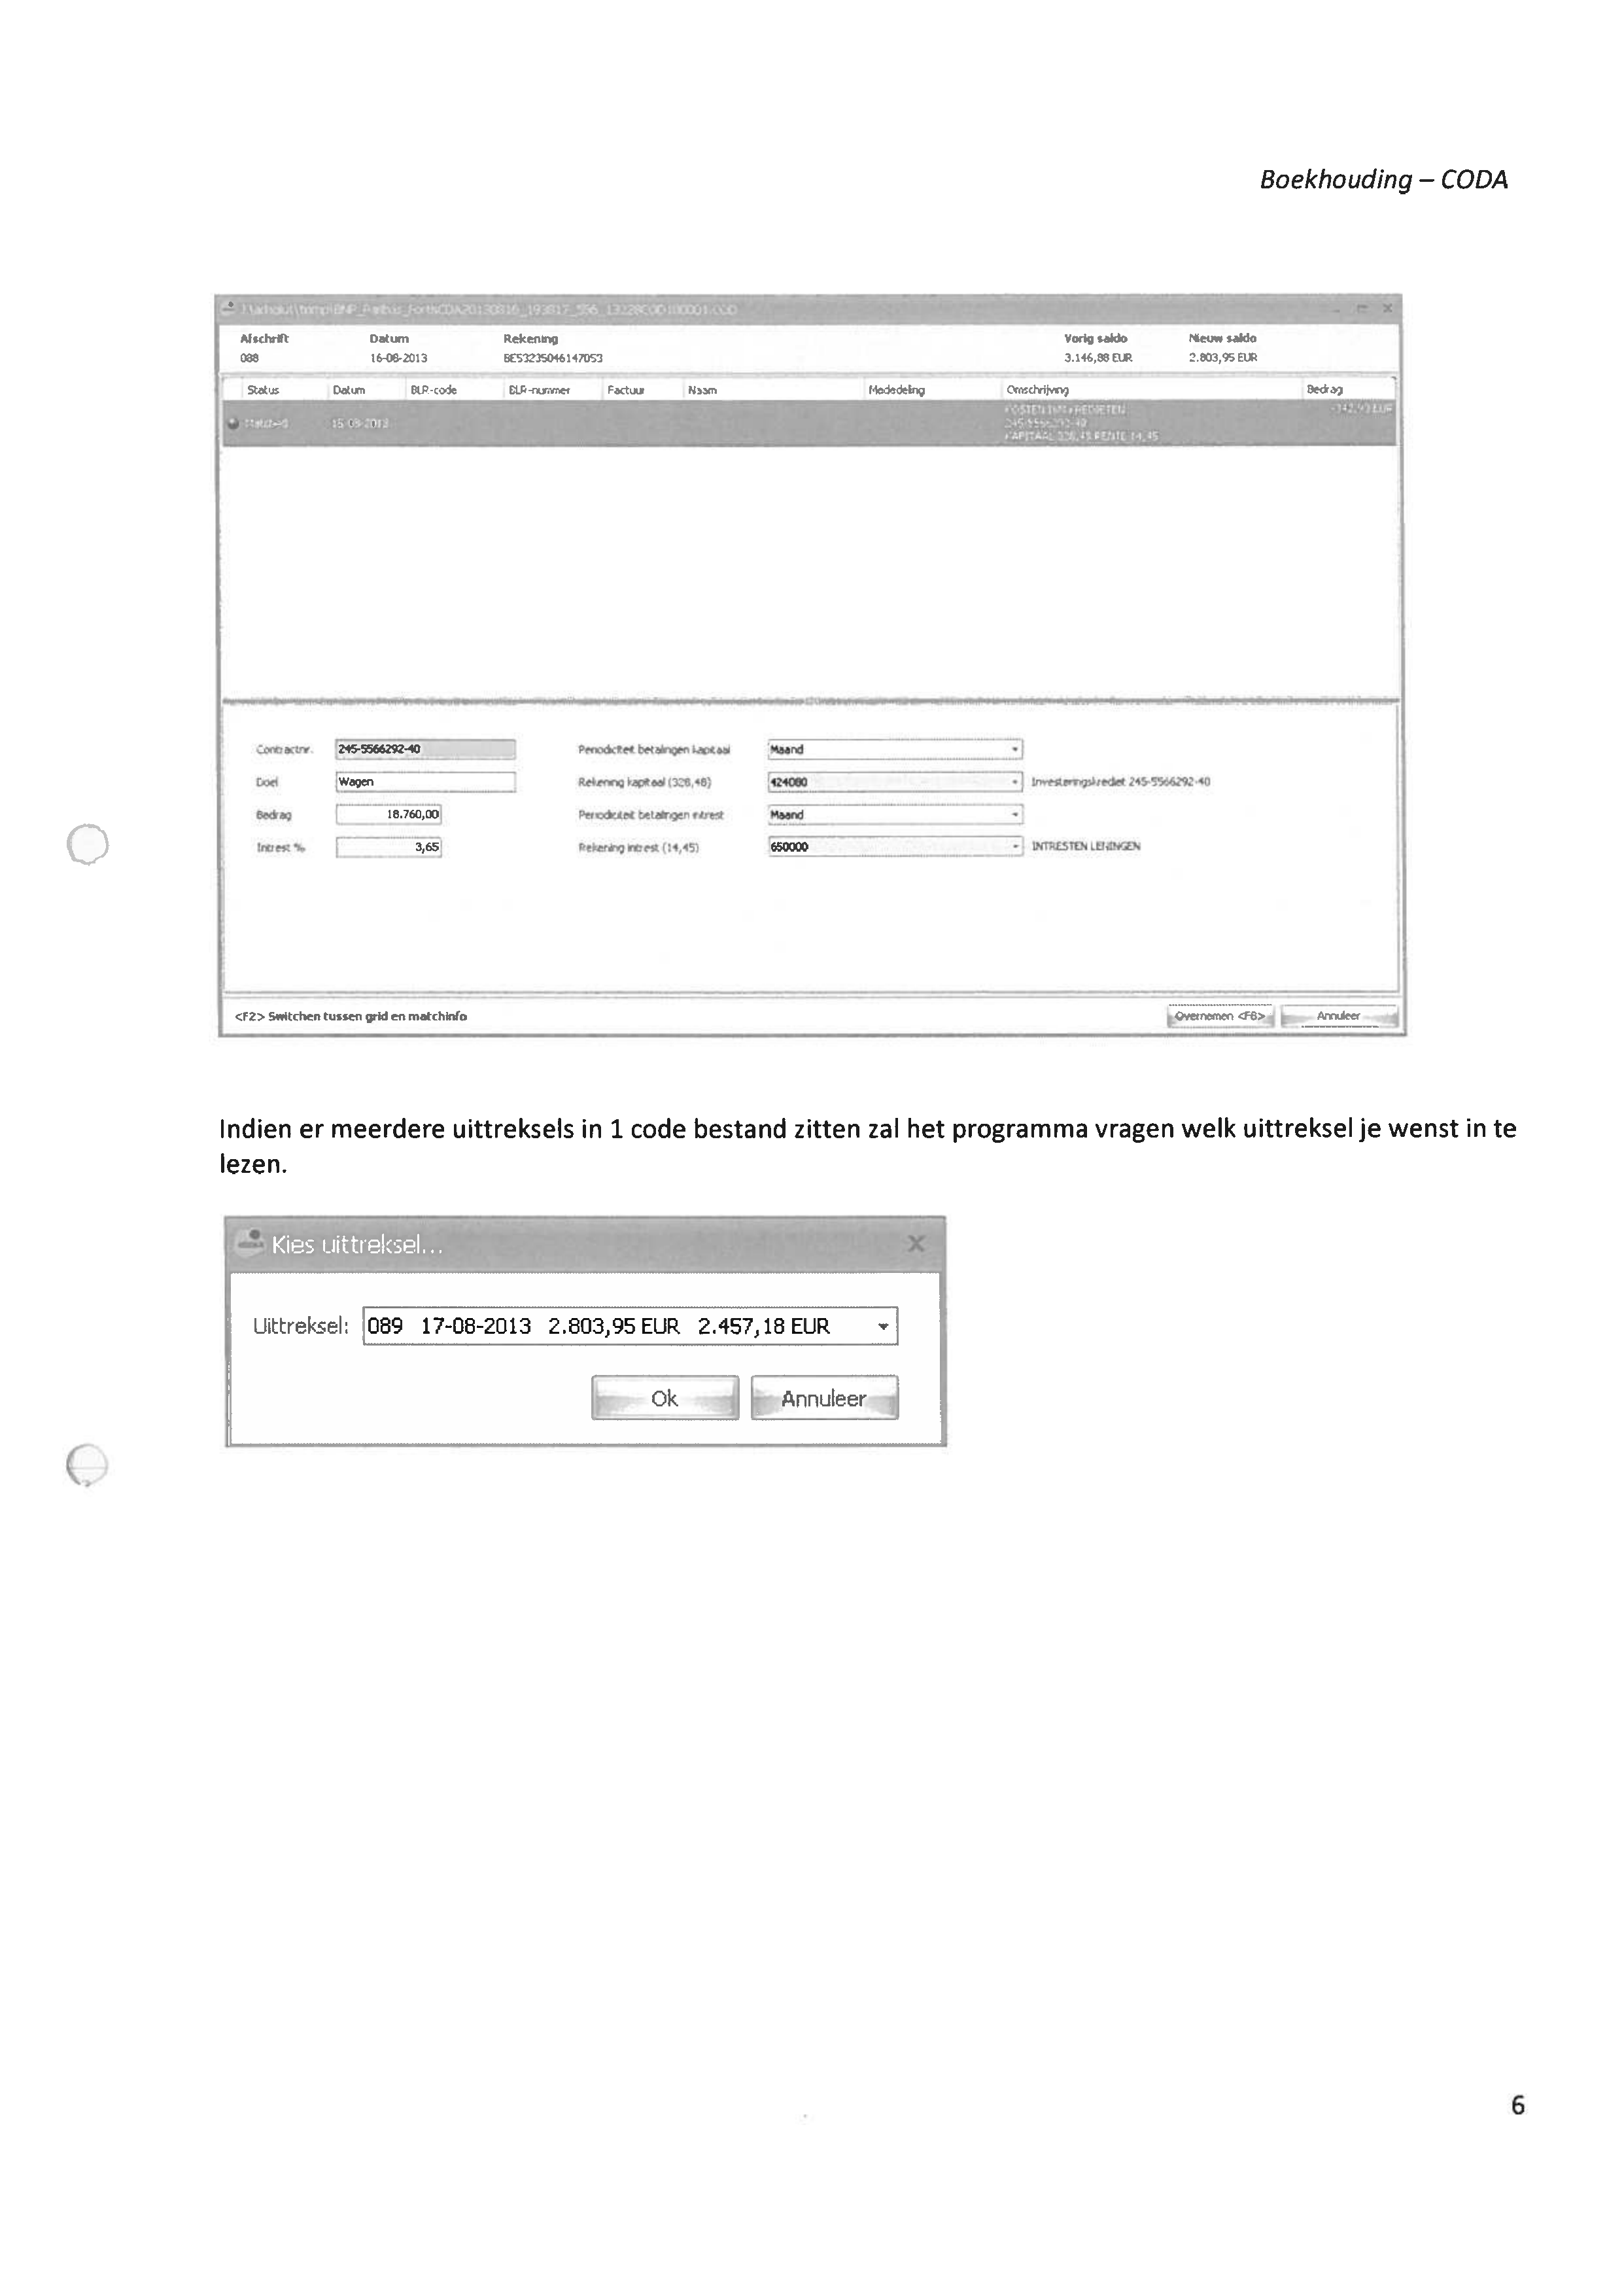 Boekhouding – CODA
Afschrift Datum Rekening Vorig saldo Nieuw saldo
088 16-08-2013 BE53235046147053 3.146,88 EUR 2.803,95 EUR
Status Datum BLR-code BLR-nummer Factuur Naam Mededeling Omschrijving Bedrag
15-08-2013 245-5566292-40 -342,93 EUR
KAPITAAL 328,48 RENTE 14,45
Contractnr. 245-5566292-40 Periodiciteit betalingen kapitaal Maand
Doel Wagen Rekening kapitaal (328,48) 424080 Investeringskrediet 245-5566292-40
Bedrag 18.760,00 Periodiciteit betalingen intrest Maand
Intrest % 3,65 Rekening intrest (14,45) 650000 INTRESTEN LENINGEN
<F2> Switchen tussen grid en matchinfo Overnemen <F8> Annuleer
Indien er meerdere uittreksels in 1 code bestand zitten zal het programma vragen welk uittreksel je wenst in te
lezen.
Kies uittreksel...
Uittreksel: 089 17-08-2013 2.803,95 EUR 2.457,18 EUR
Ok Annuleer
6